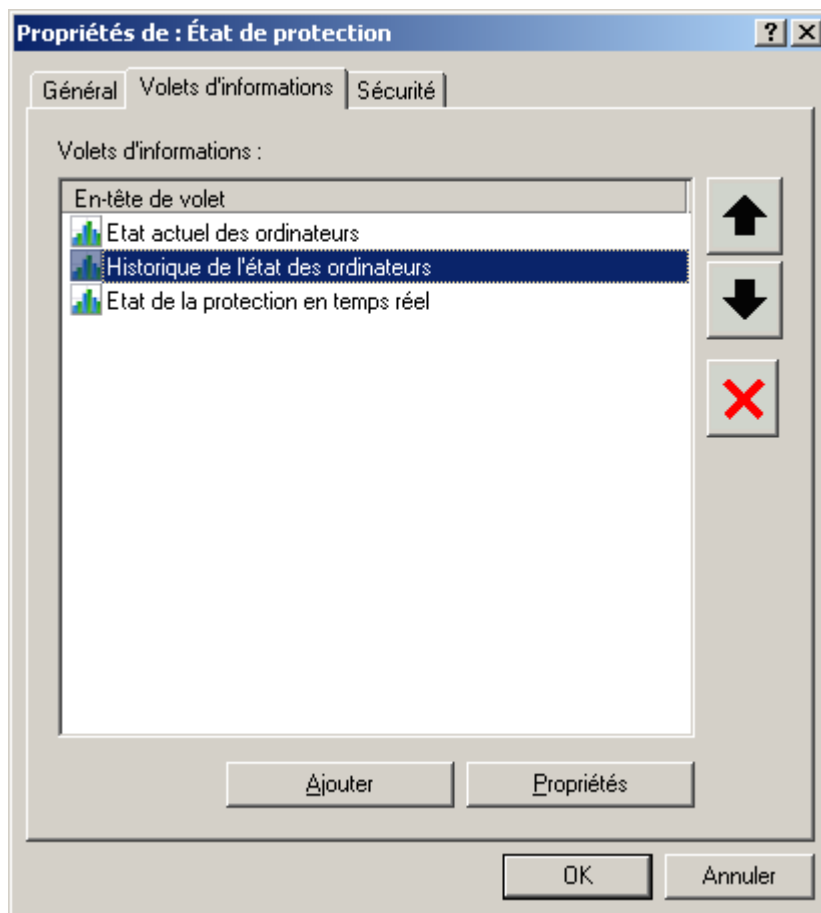 Propriétés de : État de protection
Général
Volets d'informations
Sécurité
Volets d'informations :
En-tête de volet
Etat actuel des ordinateurs
Historique de l'état des ordinateurs
Etat de la protection en temps réel
Ajouter
Propriétés
OK
Annuler